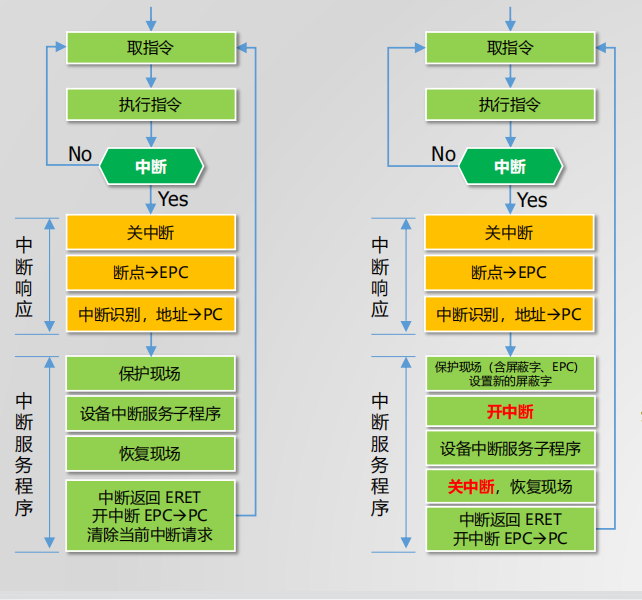 取指令
执行指令
中断
No
Yes
中断响应
关中断
断点→EPC
中断识别，地址→PC
中断服务程序
保护现场
设备中断服务子程序
恢复现场
中断返回 ERET
开中断 EPC→PC
清除当前中断请求
取指令
执行指令
中断
No
Yes
中断响应
关中断
断点→EPC
中断识别，地址→PC
中断服务程序
保护现场（含屏蔽字、EPC)
设置新的屏蔽字
开中断
设备中断服务子程序
关中断，恢复现场
中断返回 ERET
开中断 EPC→PC